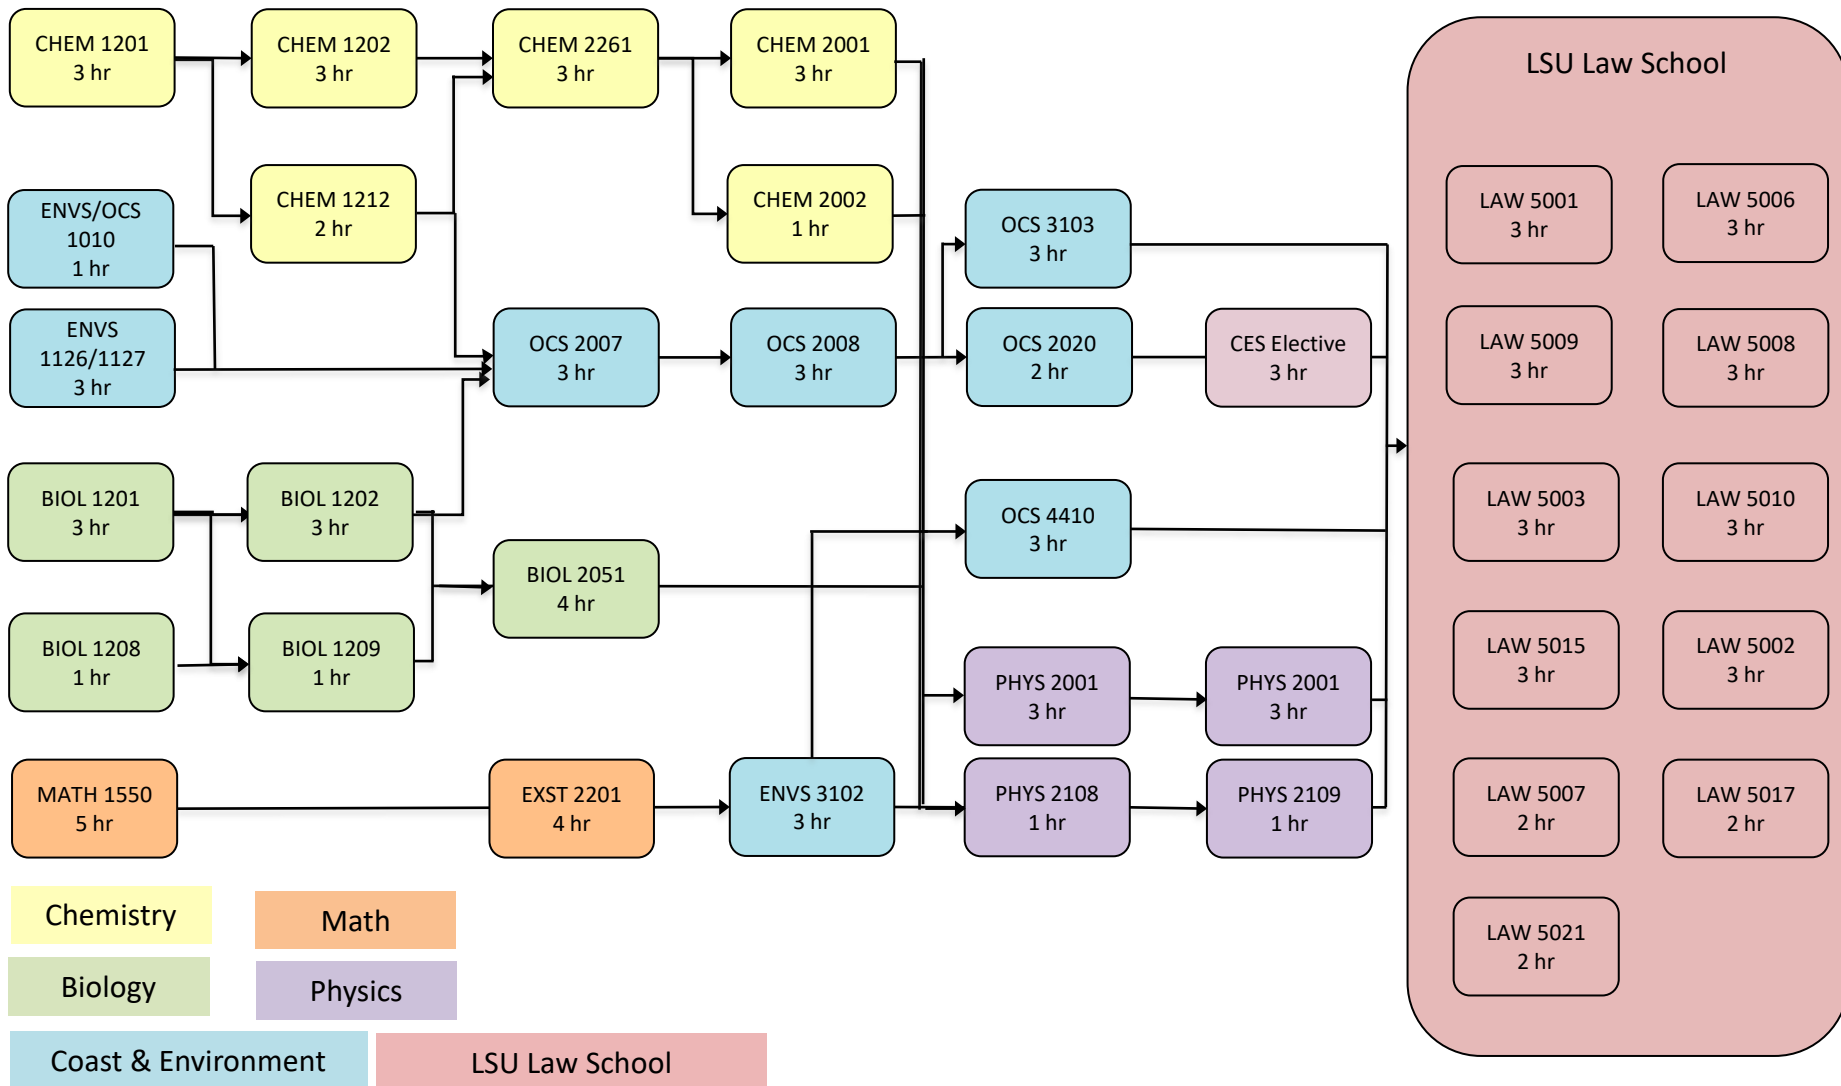 CHEM 1201
3 hr
CHEM 1202
3 hr
CHEM 2261
3 hr
CHEM 2001
3 hr
LSU Law School
ENVS/OCS
1010
1 hr
CHEM 1212
2 hr
CHEM 2002
1 hr
OCS 3103
3 hr
LAW 5001
3 hr
LAW 5006
3 hr
ENVS
1126/1127
3 hr
OCS 2007
3 hr
OCS 2008
3 hr
OCS 2020
2 hr
CES Elective
3 hr
LAW 5009
3 hr
LAW 5008
3 hr
BIOL 1201
3 hr
BIOL 1202
3 hr
BIOL 2051
4 hr
OCS 4410
3 hr
LAW 5003
3 hr
LAW 5010
3 hr
BIOL 1208
1 hr
BIOL 1209
1 hr
PHYS 2001
3 hr
PHYS 2001
3 hr
LAW 5015
3 hr
LAW 5002
3 hr
MATH 1550
5 hr
EXST 2201
4 hr
ENVS 3102
3 hr
PHYS 2108
1 hr
PHYS 2109
1 hr
LAW 5007
2 hr
LAW 5017
2 hr
LAW 5021
2 hr
Chemistry
Math
Biology
Physics
Coast & Environment
LSU Law School